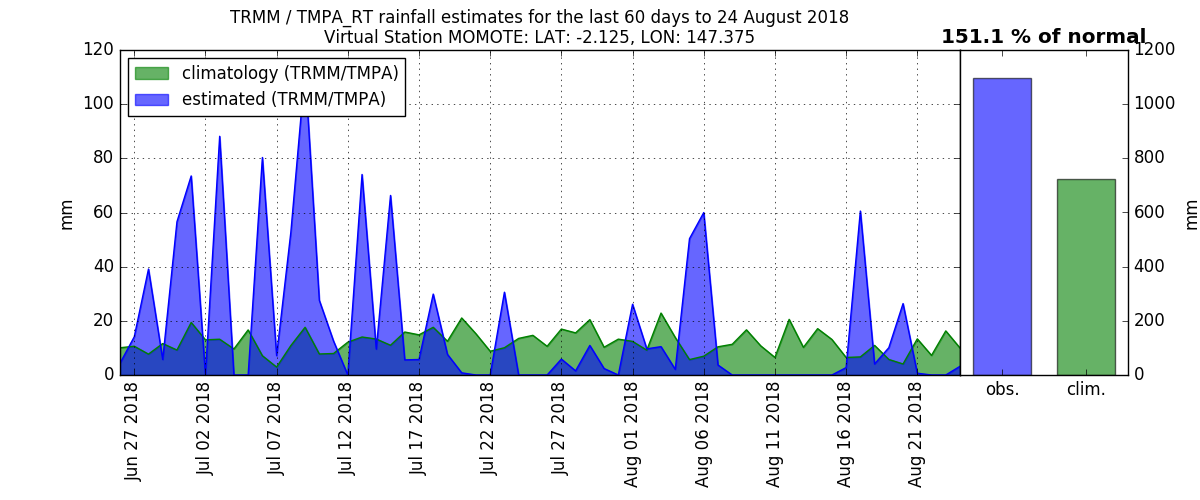 TRMM / TMPA_RT rainfall estimates for the last 60 days to 24 August 2018
Virtual Station MOMOTE: LAT: -2.125, LON: 147.375
151.1 % of normal
climatology (TRMM/TMPA)
estimated (TRMM/TMPA)
120
100
80
60
40
20
0
mm
Jun 27 2018
Jul 02 2018
Jul 07 2018
Jul 12 2018
Jul 17 2018
Jul 22 2018
Jul 27 2018
Aug 01 2018
Aug 06 2018
Aug 11 2018
Aug 16 2018
Aug 21 2018
1200
1000
800
600
400
200
0
mm
obs.
clim.